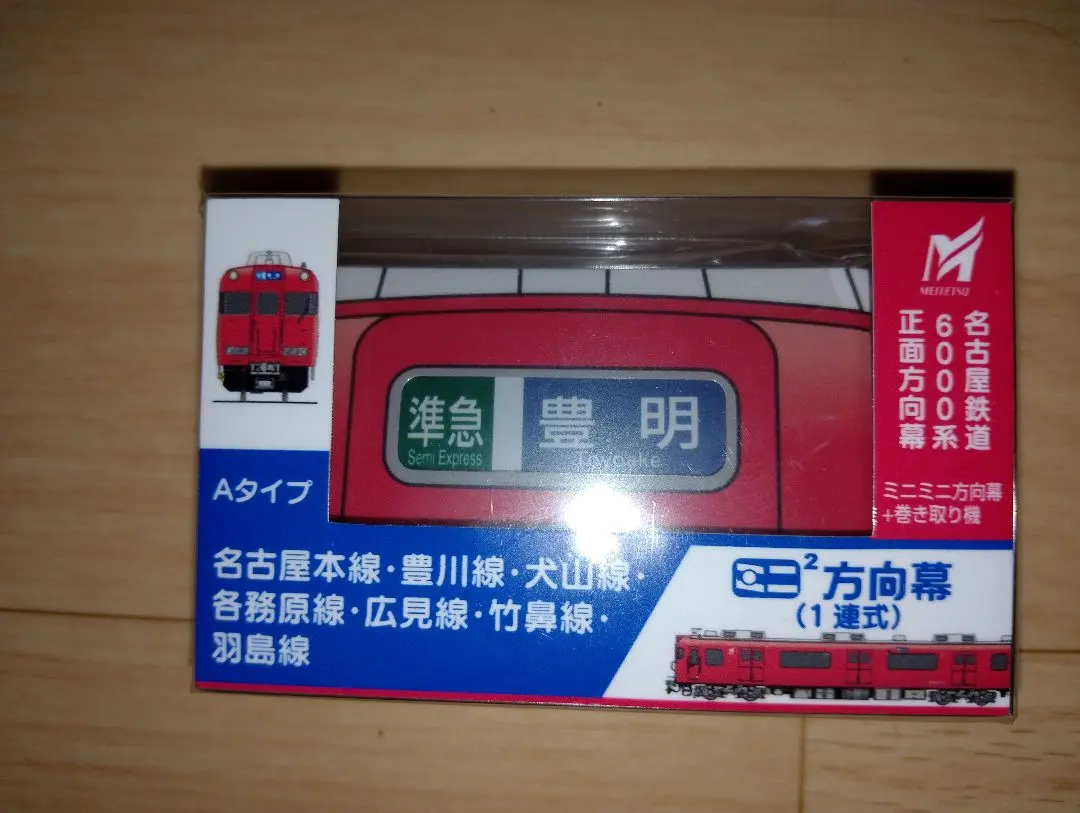 MEITETSU
名古屋鉄道
6000系
正面方向幕
ミニミニ方向幕
+巻き取り機
準急
Semi Express
豊明
Toyoake
Aタイプ
名古屋本線・豊川線・犬山線・
各務原線・広見線・竹鼻線・
羽島線
ミニ²方向幕
(1連式)